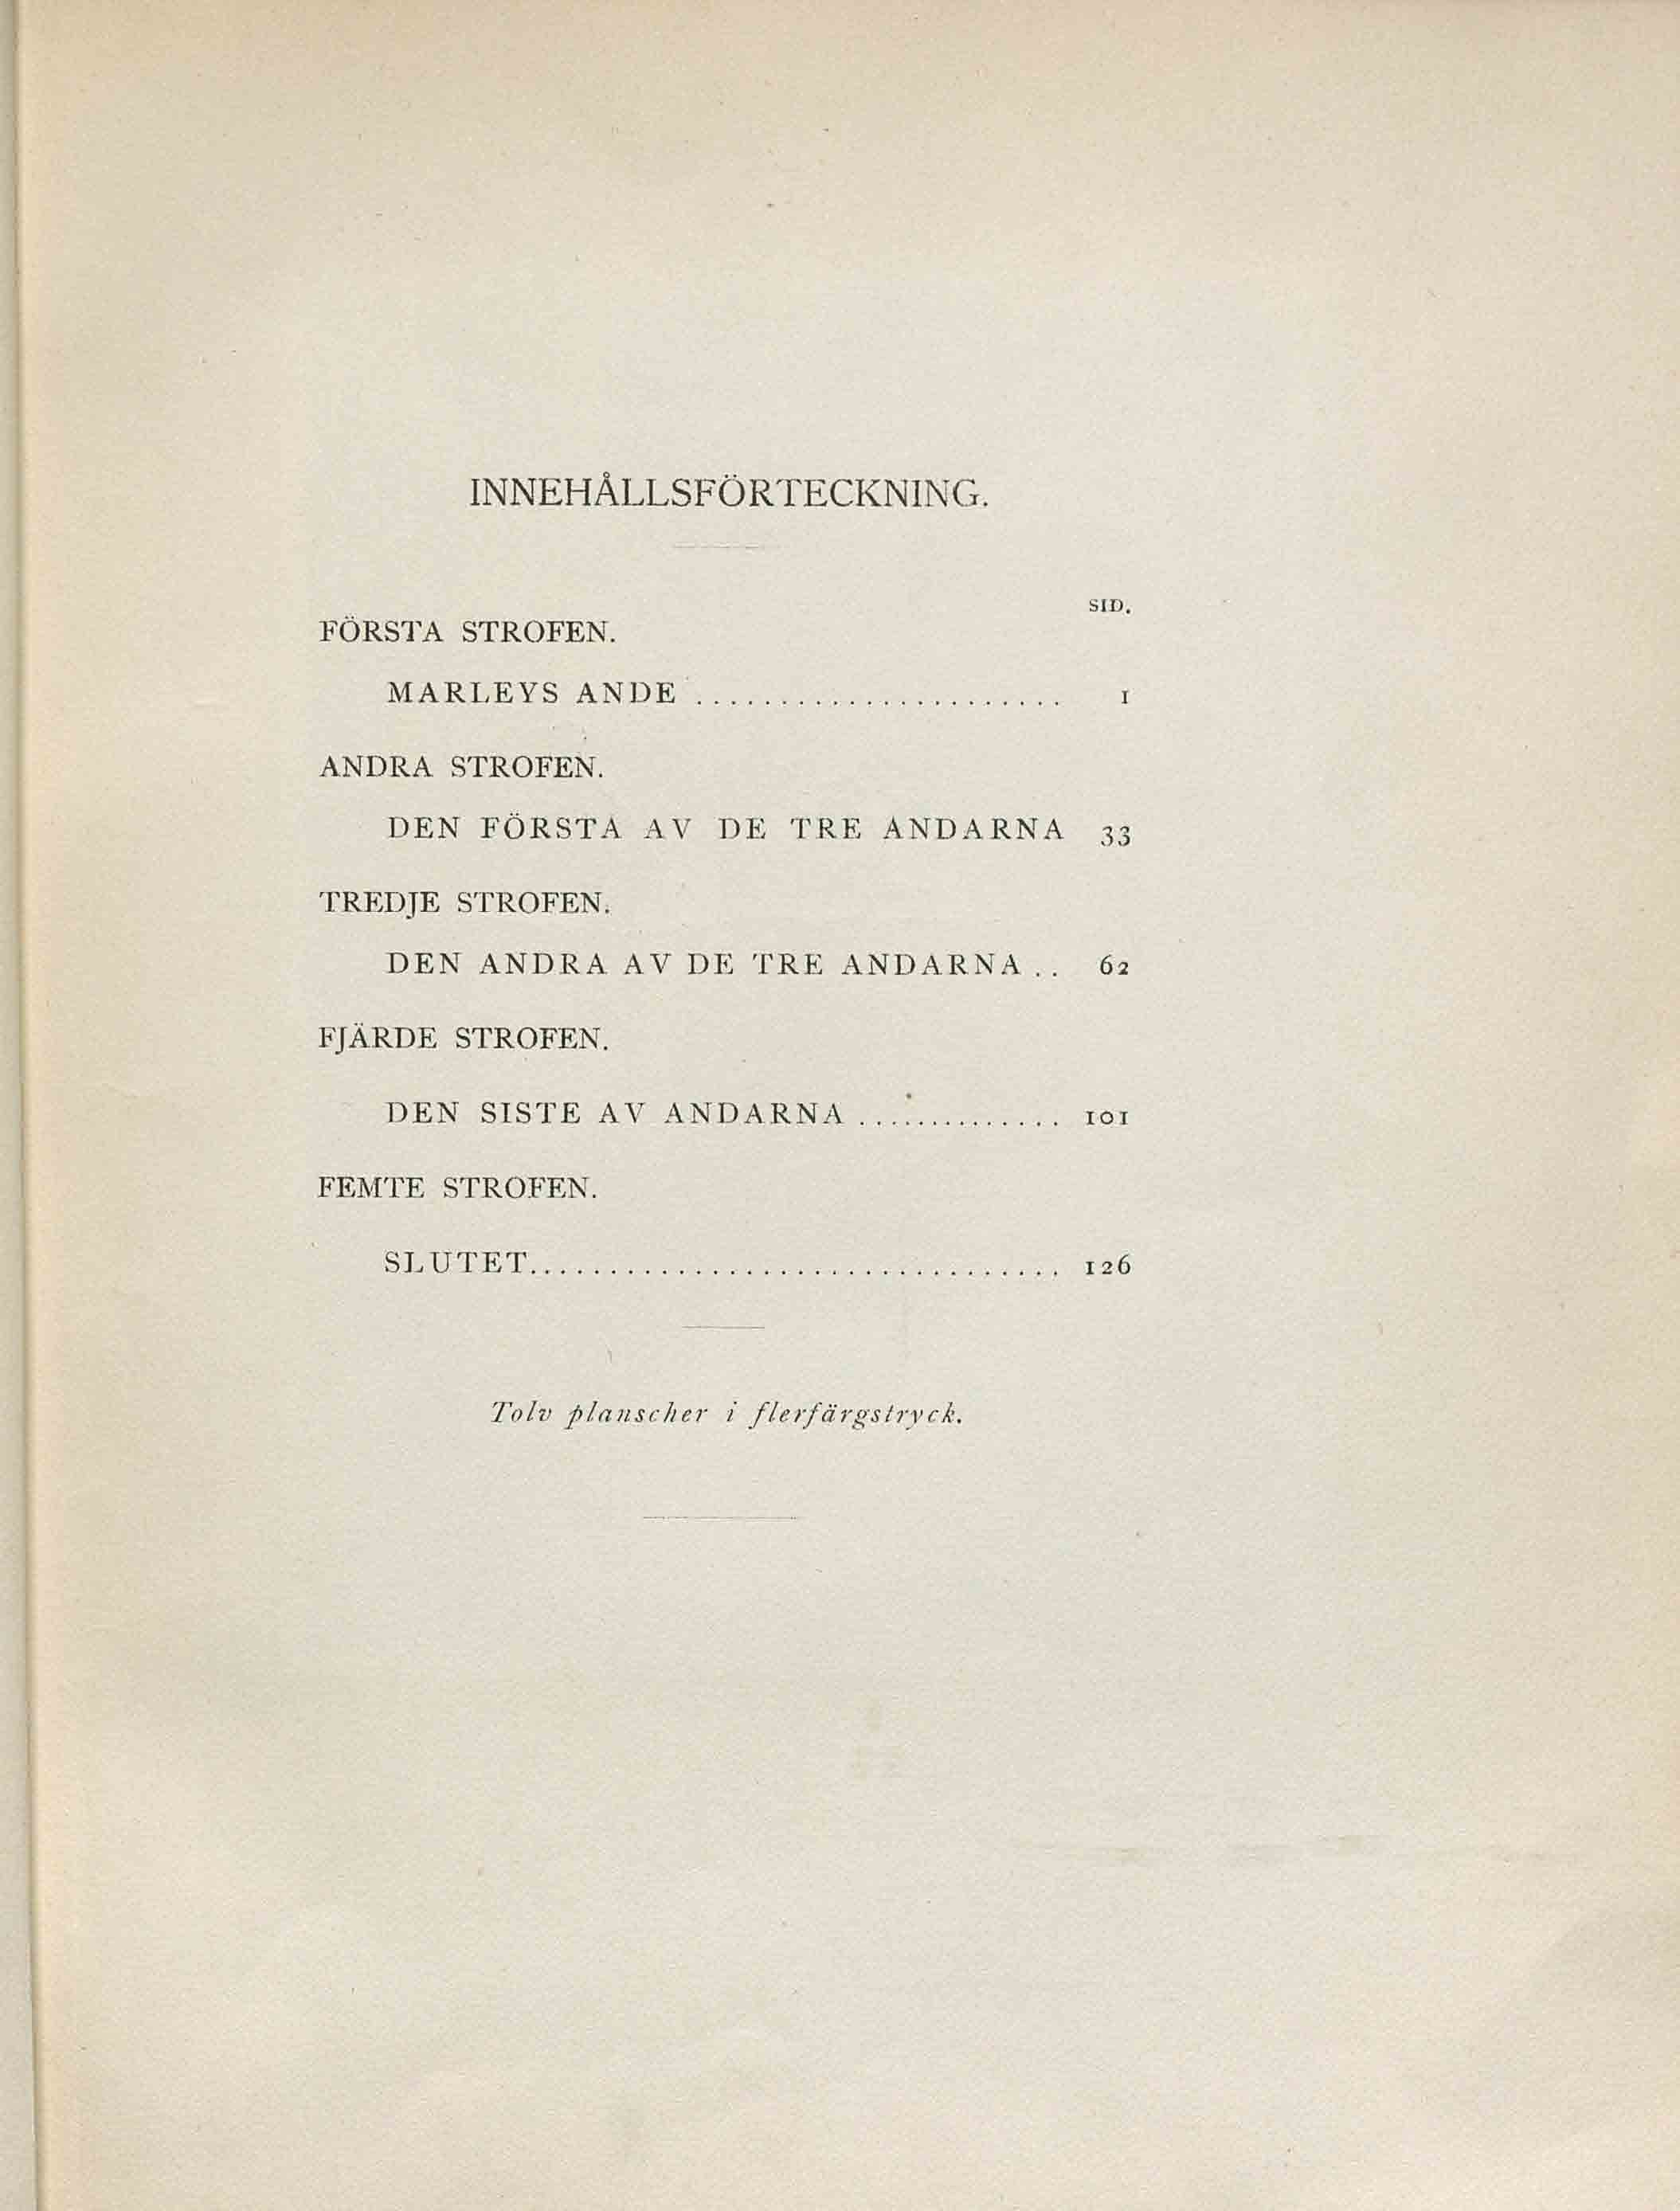 INNEHÅLLSFÖRTECKNING.
SID.
FÖRSTA STROFEN.
MARLEYS ANDE ...................... 1
ANDRA STROFEN.
DEN FÖRSTA AV DE TRE ANDARNA 33
TREDJE STROFEN.
DEN ANDRA AV DE TRE ANDARNA .. 62
FJÄRDE STROFEN.
DEN SISTE AV ANDARNA ............. 101
FEMTE STROFEN.
SLUTET................................ 126
Tolv planscher i flerfärgstryck.